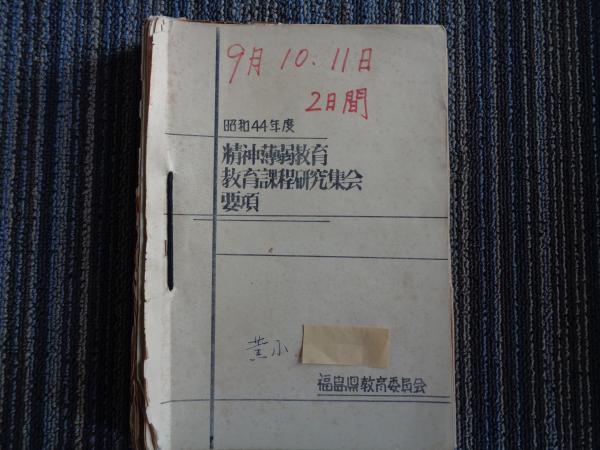 9月10.11日
2日間
昭和44年度
精神薄弱教育
教育課程研究集会
要項
小
福島県教育委員会